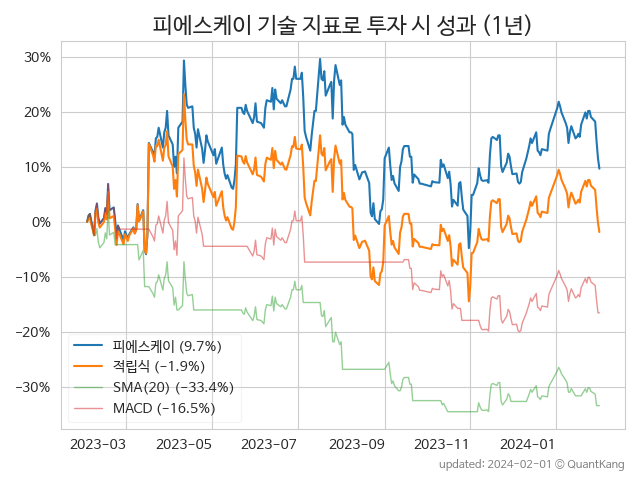 피에스케이 기술 지표로 투자 시 성과 (1년)
30%
20%
10%
0%
−10%
−20%
−30%
피에스케이 (9.7%)
적립식 (−1.9%)
SMA(20) (−33.4%)
MACD (−16.5%)
2023-03 2023-05 2023-07 2023-09 2023-11 2024-01
updated: 2024-02-01 © QuantKang